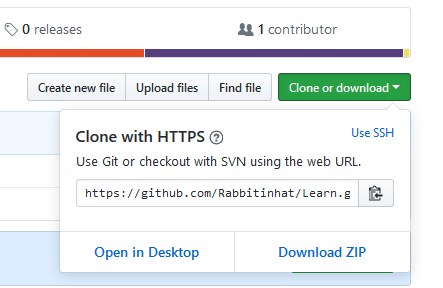 0 releases
1 contributor
Create new file
Upload files
Find file
Clone or download
Clone with HTTPS
Use SSH
Use Git or checkout with SVN using the web URL.
https://github.com/Rabbitinhat/Learn.g
Open in Desktop
Download ZIP